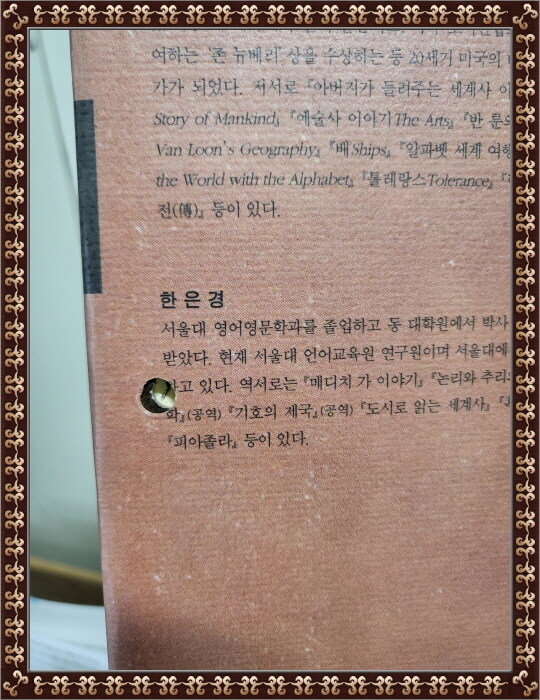 여하는 '존 뉴베리' 상을 수상하는 등 20세기 미국의
가가 되었다. 저서로 『아버지가 들려주는 세계사 이
Story of Mankind』 『예술사 이야기The Arts』 『반 룬의
Van Loon's Geography』 『배Ships』 『알파벳 세계 여행
the World with the Alphabet』 『톨레랑스Tolerance』
전(傳)』 등이 있다.
한은경
서울대 영어영문학과를 졸업하고 동 대학원에서 박사
받았다. 현재 서울대 언어교육원 연구원이며 서울대에
하고 있다. 역서로는 『메디치 가 이야기』 『논리와 추리의
학』(공역) 『기호의 제국』(공역) 『도시로 읽는 세계사』
『피아졸라』 등이 있다.